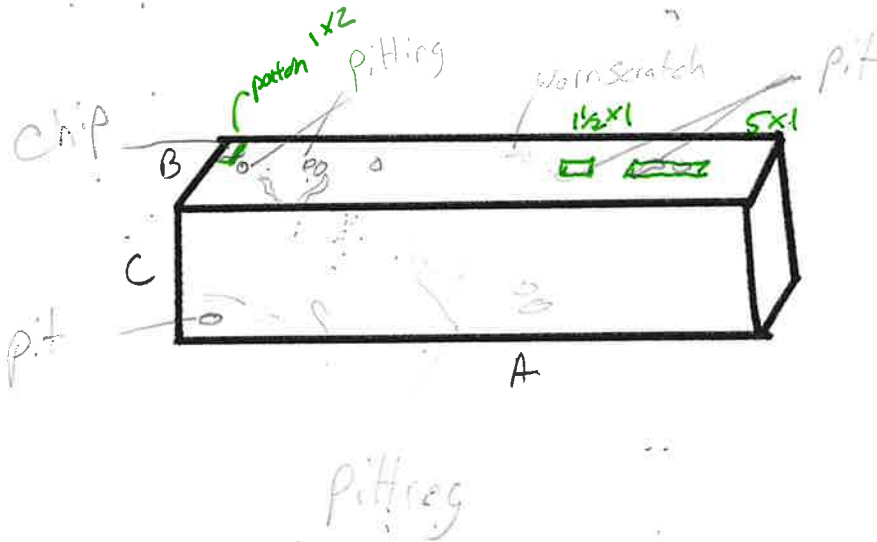 patch 1x2
pitting
worn scratch
pit
chip
1½x1
5x1
B
C
pit
A
Pitting